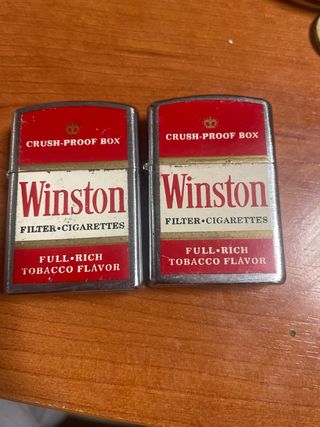 CRUSH-PROOF BOX
Winston
FILTER•CIGARETTES
FULL•RICH
TOBACCO FLAVOR
CRUSH-PROOF BOX
Winston
FILTER•CIGARETTES
FULL•RICH
TOBACCO FLAVOR